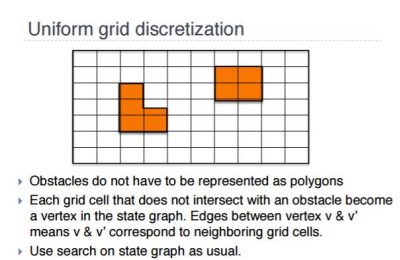 Uniform grid discretization
Obstacles do not have to be represented as polygons
Each grid cell that does not intersect with an obstacle become
a vertex in the state graph. Edges between vertex v & v'
means v & v' correspond to neighboring grid cells.
Use search on state graph as usual.